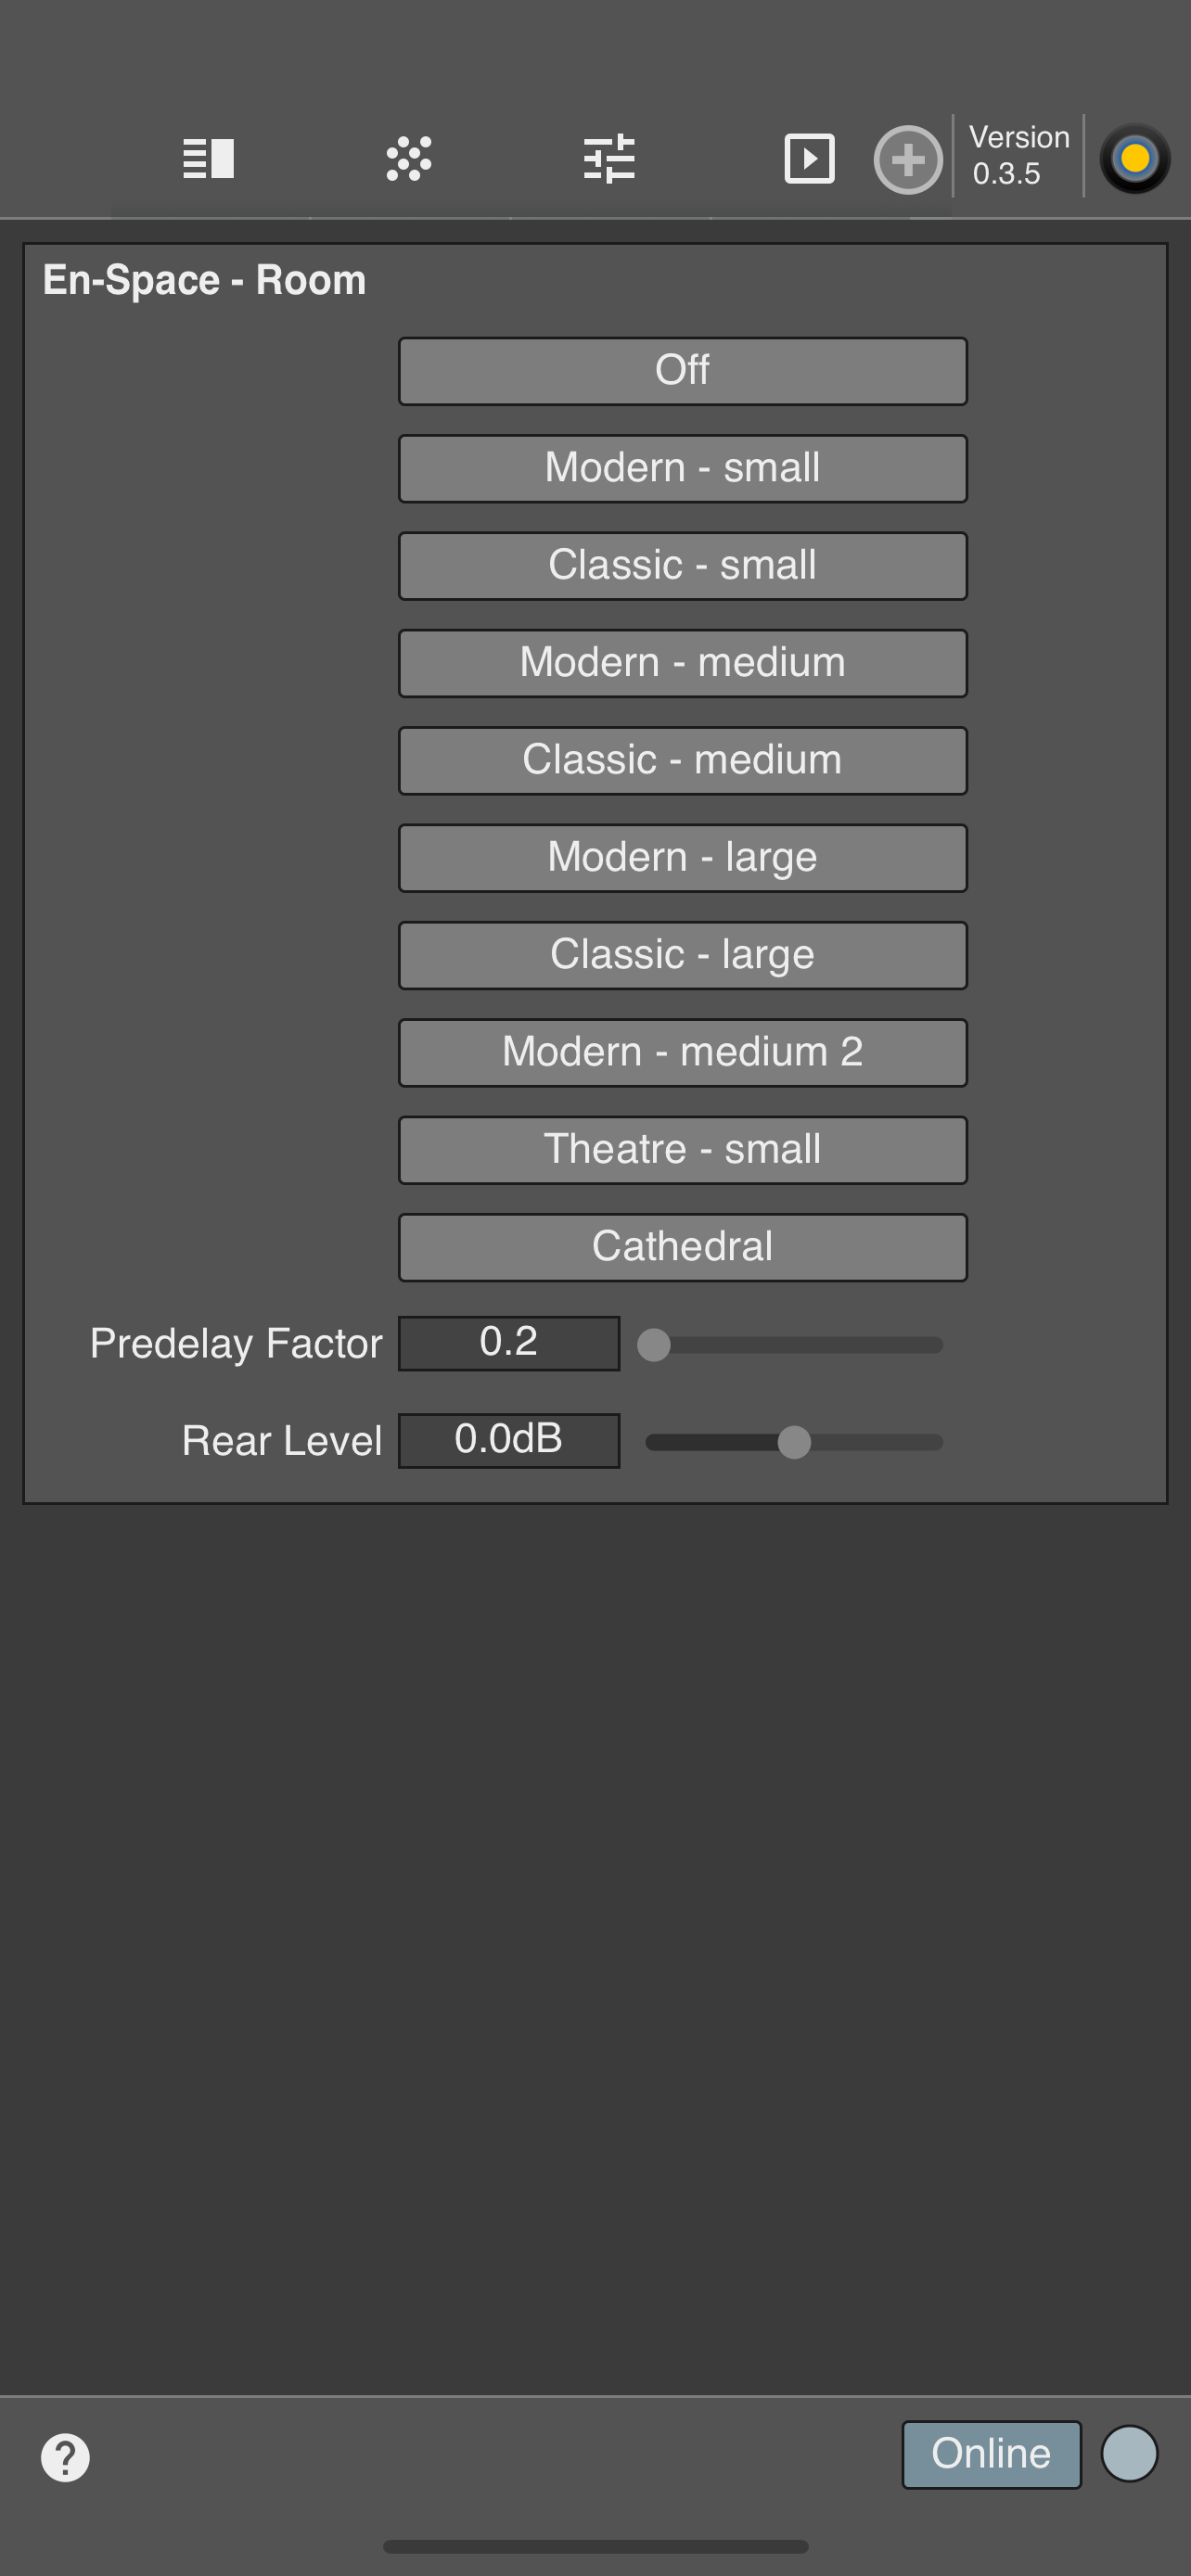 Version
0.3.5
En-Space - Room
Off
Modern - small
Classic - small
Modern - medium
Classic - medium
Modern - large
Classic - large
Modern - medium 2
Theatre - small
Cathedral
Predelay Factor 0.2
Rear Level 0.0dB
? Online